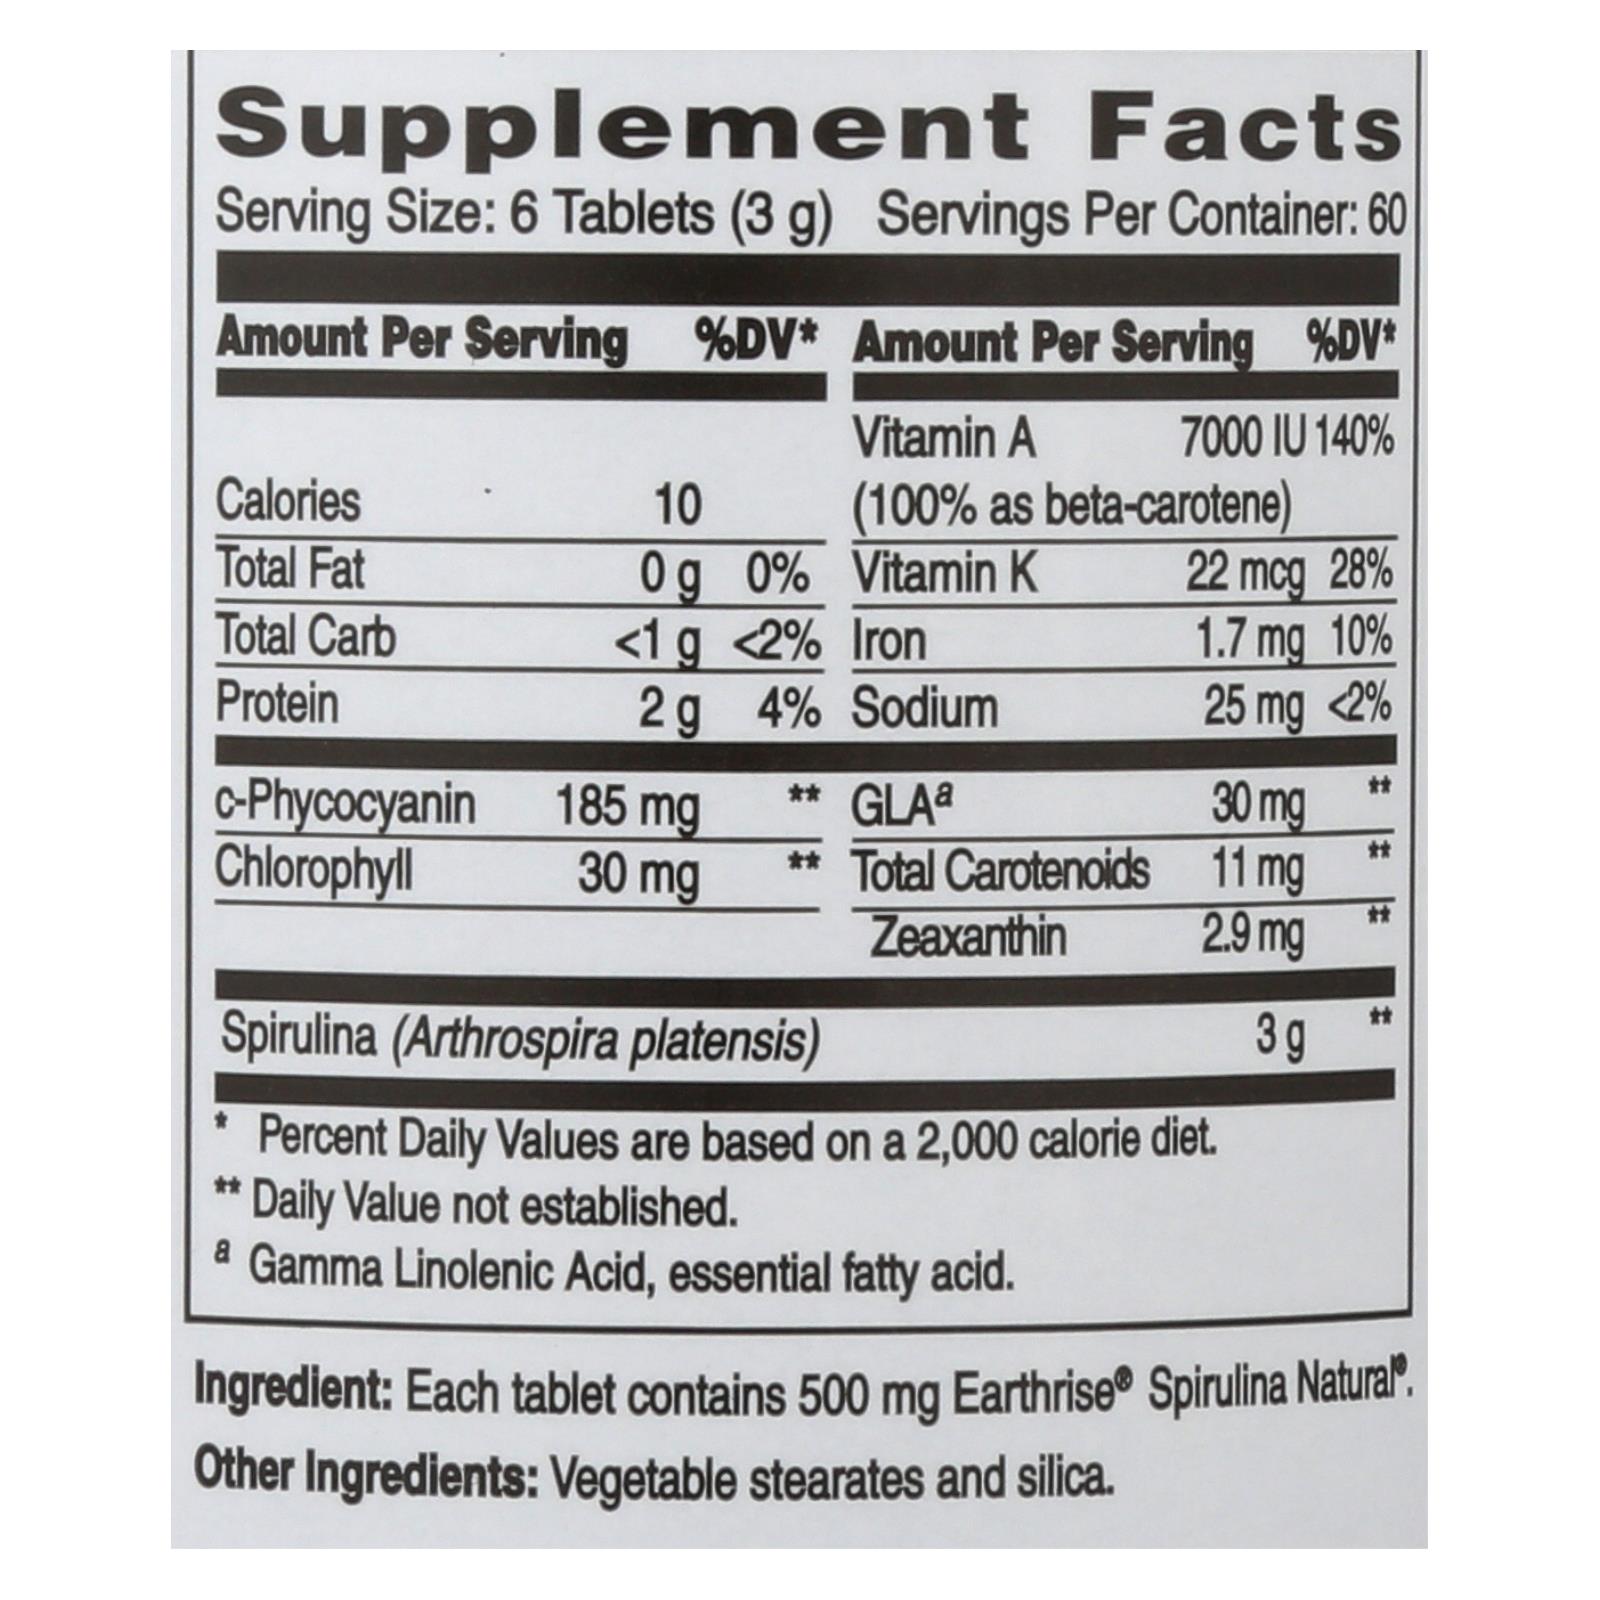 Supplement Facts
Serving Size: 6 Tablets (3 g) Servings Per Container: 60
Amount Per Serving %DV* Amount Per Serving %DV*
Vitamin A 7000 IU 140%
Calories 10 (100% as beta-carotene)
Total Fat 0 g 0% Vitamin K 22 mcg 28%
Total Carb <1 g <2% Iron 1.7 mg 10%
Protein 2 g 4% Sodium 25 mg <2%
c-Phycocyanin 185 mg ** GLAª 30 mg **
Chlorophyll 30 mg ** Total Carotenoids 11 mg **
Zeaxanthin 2.9 mg **
Spirulina (Arthrospira platensis) 3 g **
* Percent Daily Values are based on a 2,000 calorie diet.
** Daily Value not established.
ª Gamma Linolenic Acid, essential fatty acid.
Ingredient: Each tablet contains 500 mg Earthrise® Spirulina Natural®.
Other Ingredients: Vegetable stearates and silica.